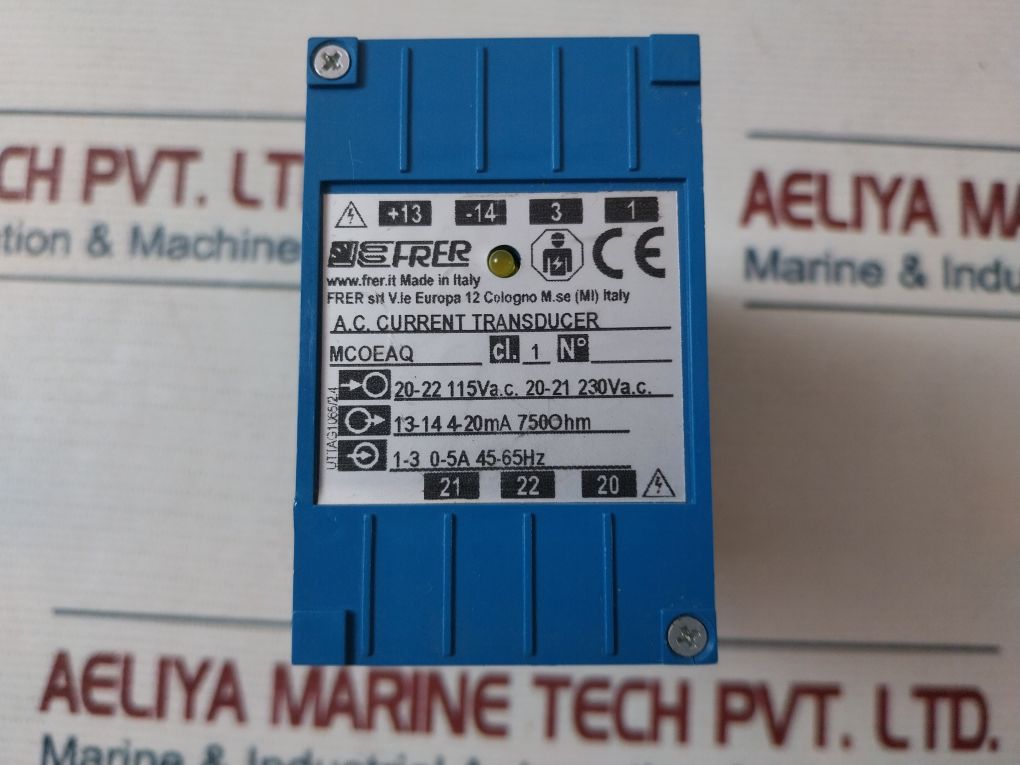 CH PVT. LT
tion & Machine
AELIYA MA
Marine & Indu
+13 -14 3 1
FRER CE
www.frer.it Made in Italy
FRER srl V.le Europa 12 Cologno M.se (MI) Italy
A.C. CURRENT TRANSDUCER
MCOEAQ cl. 1 N°
20-22 115Va.c. 20-21 230Va.c.
13-14 4-20mA 750Ohm
1-3 0-5A 45-65Hz
21 22 20
AELIYA MARINE TECH PVT. LTD.
Marine & Industrial